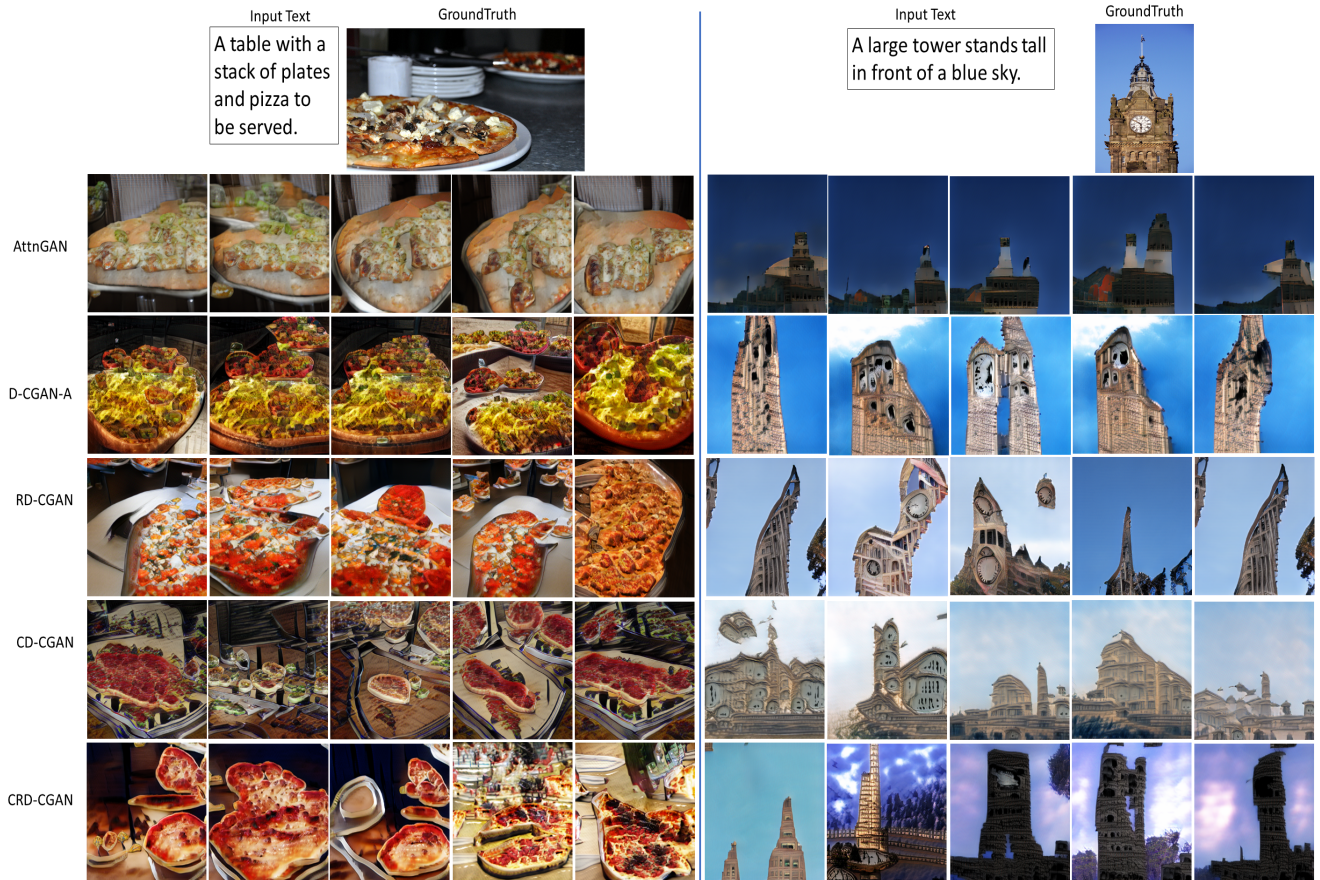 Input Text
GroundTruth
A table with a
stack of plates
and pizza to
be served.
Input Text
GroundTruth
A large tower stands tall
in front of a blue sky.
AttnGAN
D-CGAN-A
RD-CGAN
CD-CGAN
CRD-CGAN